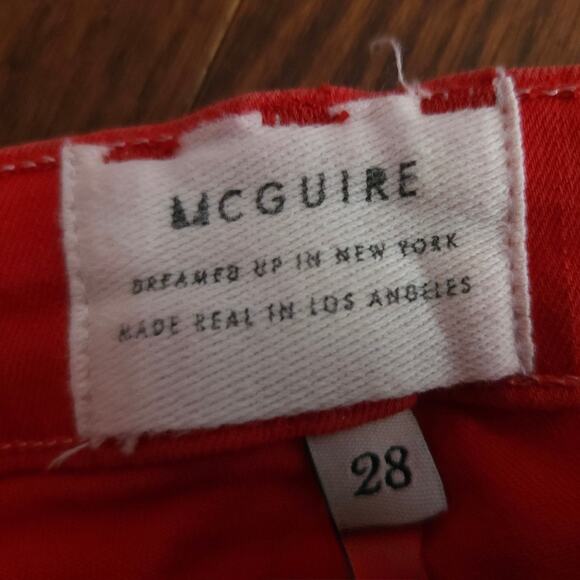 MCGUIRE
DREAMED UP IN NEW YORK
MADE REAL IN LOS ANGELES
28